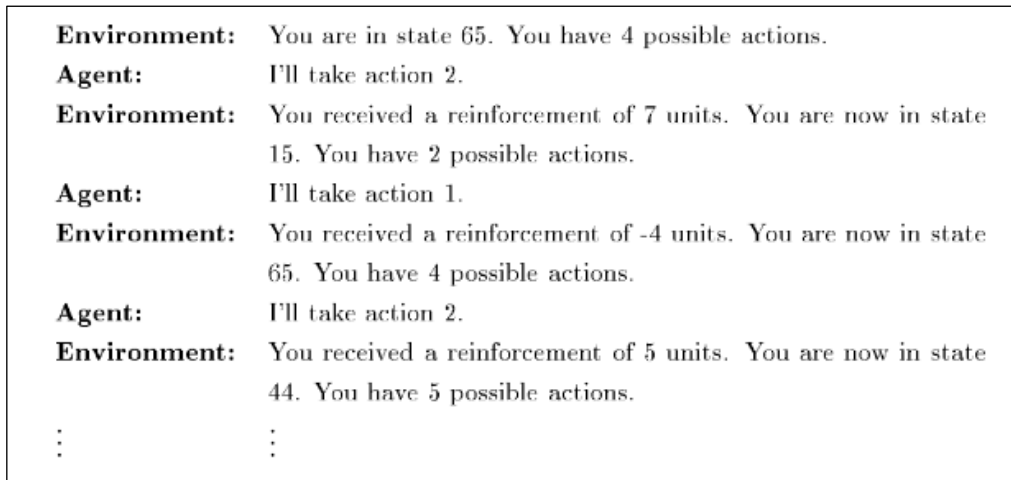 Environment: You are in state 65. You have 4 possible actions.
Agent: I'll take action 2.
Environment: You received a reinforcement of 7 units. You are now in state
15. You have 2 possible actions.
Agent: I'll take action 1.
Environment: You received a reinforcement of -4 units. You are now in state
65. You have 4 possible actions.
Agent: I'll take action 2.
Environment: You received a reinforcement of 5 units. You are now in state
44. You have 5 possible actions.
⋮ ⋮